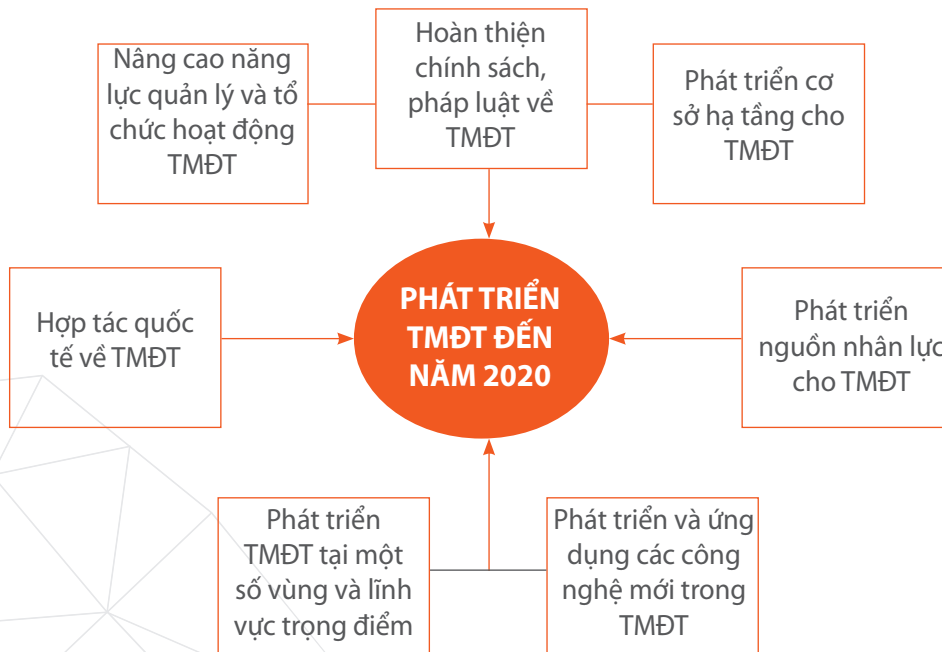 Nâng cao năng
lực quản lý và tổ
chức hoạt động
TMĐT
Hoàn thiện
chính sách,
pháp luật về
TMĐT
Phát triển cơ
sở hạ tầng cho
TMĐT
Hợp tác quốc
tế về TMĐT
PHÁT TRIỂN
TMĐT ĐẾN
NĂM 2020
Phát triển
nguồn nhân lực
cho TMĐT
Phát triển
TMĐT tại một
số vùng và lĩnh
vực trọng điểm
Phát triển và ứng
dụng các công
nghệ mới trong
TMĐT